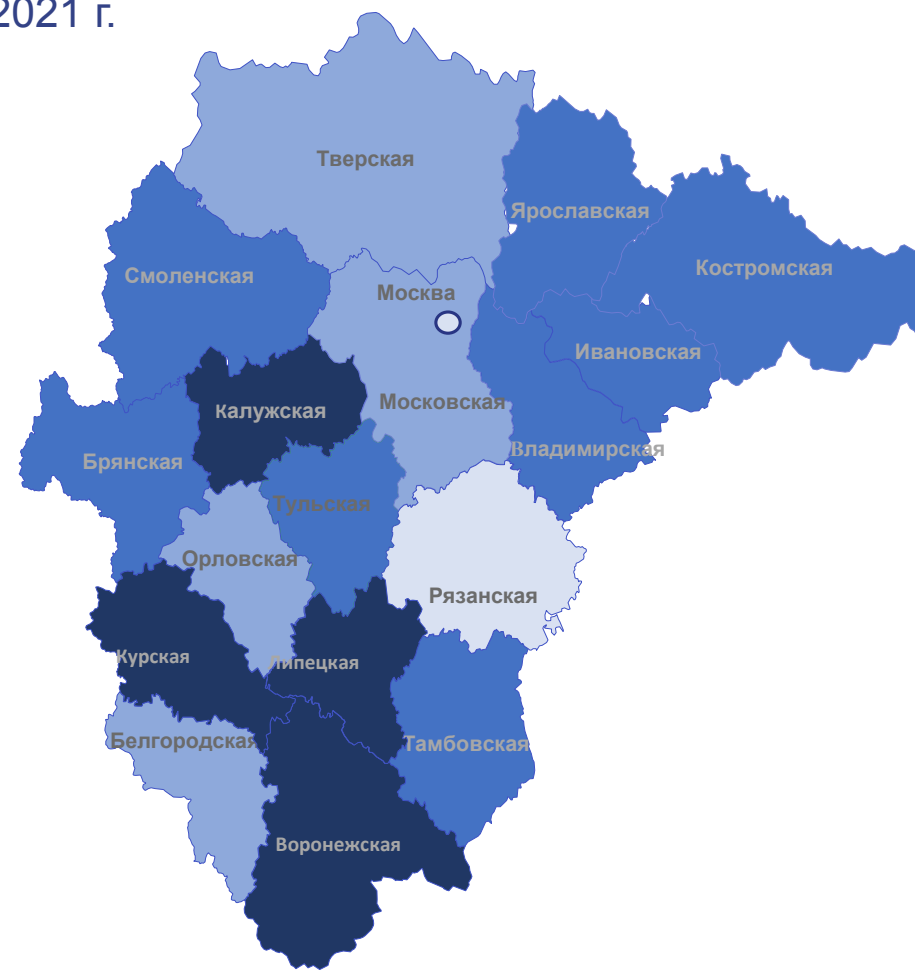 2021 г.
Тверская
Ярославская
Костромская
Смоленская
Москва
Ивановская
Московская
Калужская
Владимирская
Брянская
Тульская
Орловская
Рязанская
Курская
Липецкая
Белгородская
Тамбовская
Воронежская